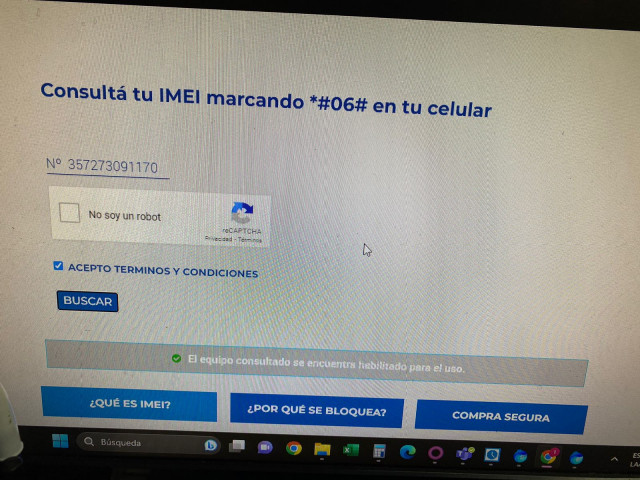 Consultá tu IMEI marcando *#06# en tu celular
Nº 357273091170
No soy un robot
reCAPTCHA
Privacidad - Términos
ACEPTO TERMINOS Y CONDICIONES
BUSCAR
El equipo consultado se encuentra habilitado para el uso.
¿QUÉ ES IMEI?
¿POR QUÉ SE BLOQUEA?
COMPRA SEGURA
Búsqueda
ES
LAA